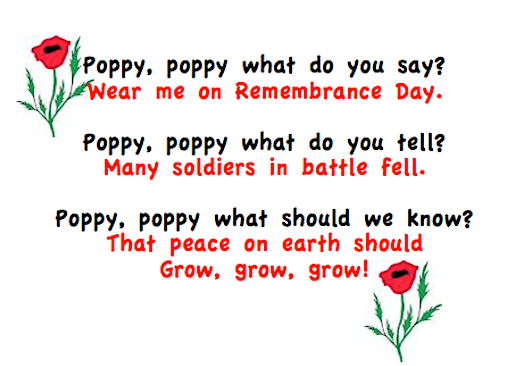 Poppy, poppy what do you say?
Wear me on Remembrance Day.
Poppy, poppy what do you tell?
Many soldiers in battle fell.
Poppy, poppy what should we know?
That peace on earth should
Grow, grow, grow!